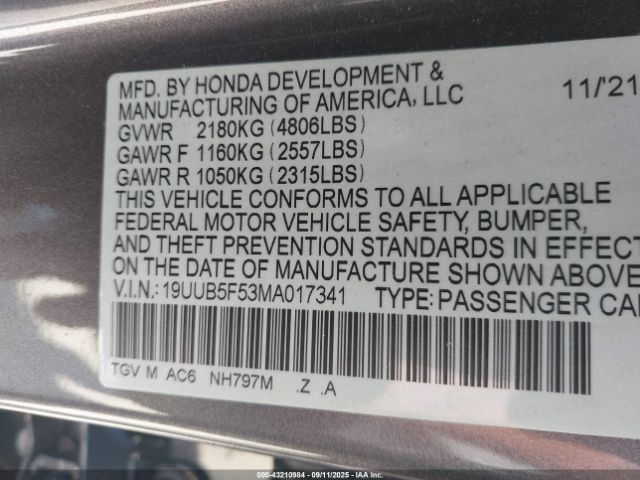 MFD. BY HONDA DEVELOPMENT &
MANUFACTURING OF AMERICA, LLC 11/'21
GVWR 2180KG (4806LBS)
GAWR F 1160KG (2557LBS)
GAWR R 1050KG (2315LBS)
THIS VEHICLE CONFORMS TO ALL APPLICABLE
FEDERAL MOTOR VEHICLE SAFETY, BUMPER,
AND THEFT PREVENTION STANDARDS IN EFFECT
ON THE DATE OF MANUFACTURE SHOWN ABOVE
V.I.N.: 19UUB5F53MA017341 TYPE: PASSENGER CA
TGV M AC6 NH797M .Z .A
000-43210984 - 09/11/2025 - IAA